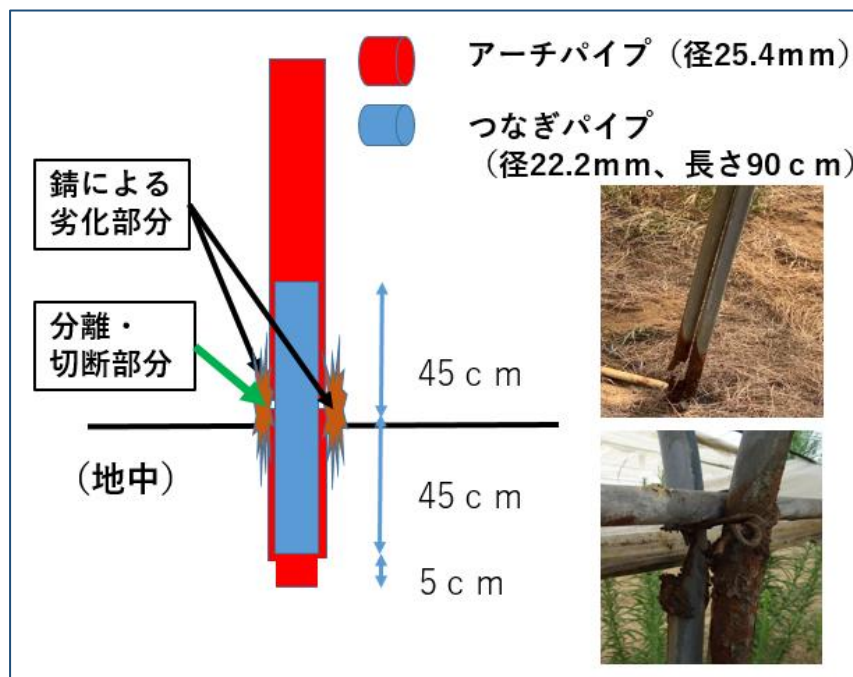 アーチパイプ（径25.4ｍｍ）
つなぎパイプ
（径22.2mm、長さ90ｃｍ）
錆による
劣化部分
分離・
切断部分
45ｃｍ
（地中）
45ｃｍ
5ｃｍ